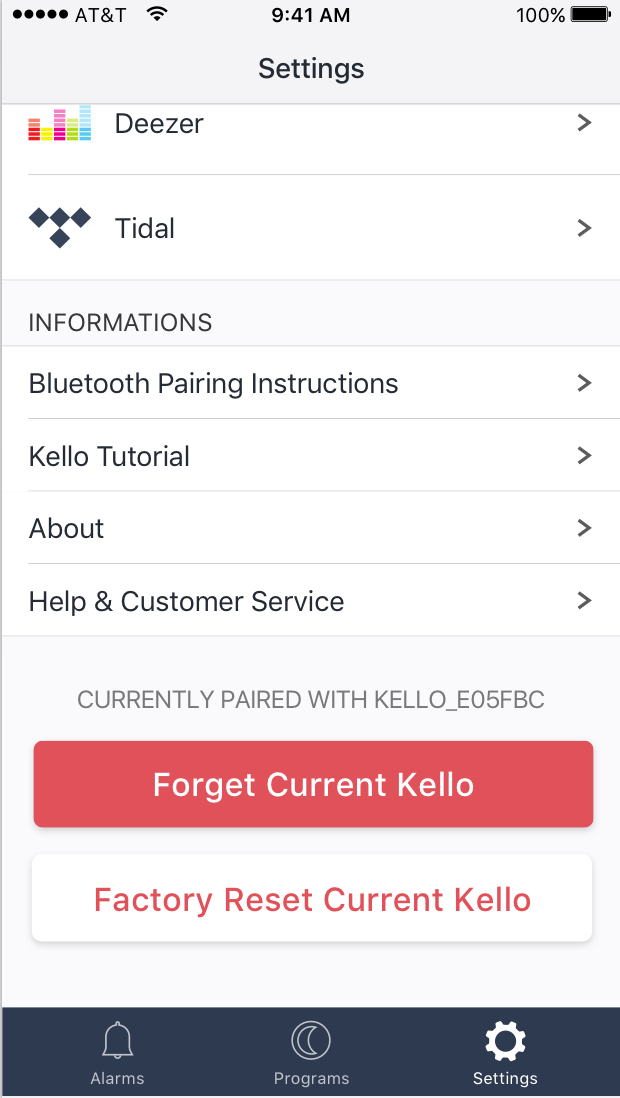 AT&T 9:41 AM 100%
Settings
Deezer
Tidal
INFORMATIONS
Bluetooth Pairing Instructions
Kello Tutorial
About
Help & Customer Service
CURRENTLY PAIRED WITH KELLO_E05FBC
Forget Current Kello
Factory Reset Current Kello
Alarms Programs Settings